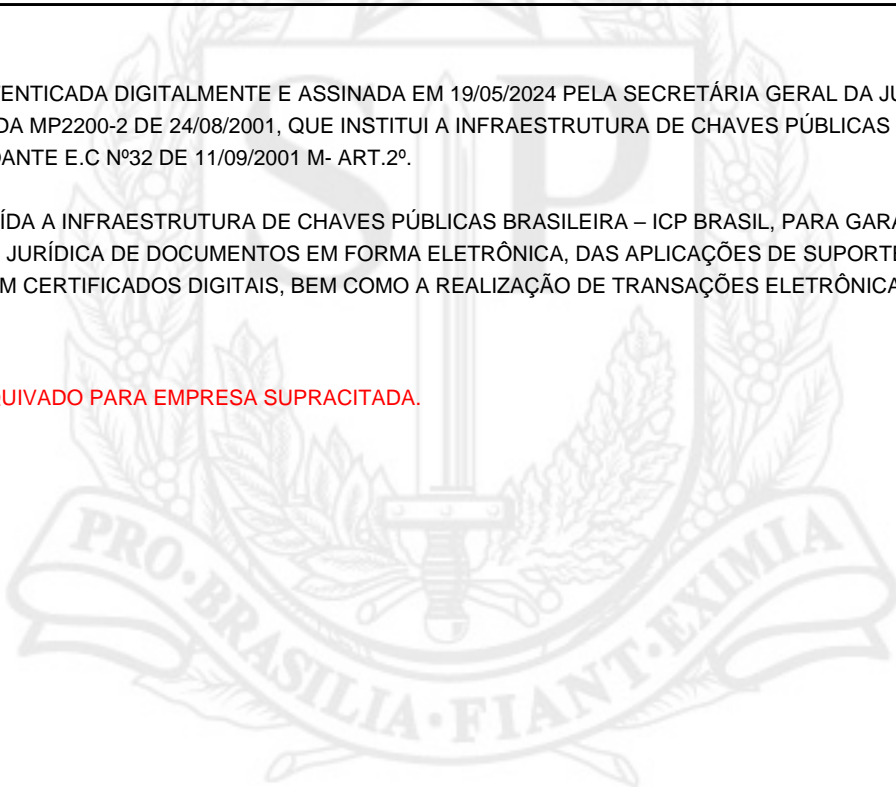 ENTICADA DIGITALMENTE E ASSINADA EM 19/05/2024 PELA SECRETÁRIA GERAL DA JU
DA MP2200-2 DE 24/08/2001, QUE INSTITUI A INFRAESTRUTURA DE CHAVES PÚBLICAS
DANTE E.C Nº32 DE 11/09/2001 M- ART.2º.
ÍDA A INFRAESTRUTURA DE CHAVES PÚBLICAS BRASILEIRA – ICP BRASIL, PARA GARA
JURÍDICA DE DOCUMENTOS EM FORMA ELETRÔNICA, DAS APLICAÇÕES DE SUPORTE
M CERTIFICADOS DIGITAIS, BEM COMO A REALIZAÇÃO DE TRANSAÇÕES ELETRÔNICA
UIVADO PARA EMPRESA SUPRACITADA.
SP
PRO·BRASILIA·FIANT·EXIMIA